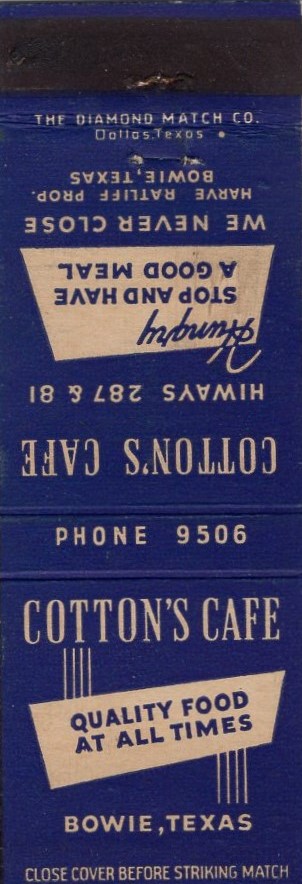 THE DIAMOND MATCH CO.
Dallas, Texas
COTTON'S CAFE
HIWAYS 287 & 81
Hungry
STOP AND HAVE
A GOOD MEAL
WE NEVER CLOSE
HARVE RATLIFF PROP.
BOWIE, TEXAS
PHONE 9506
COTTON'S CAFE
QUALITY FOOD
AT ALL TIMES
BOWIE, TEXAS
CLOSE COVER BEFORE STRIKING MATCH